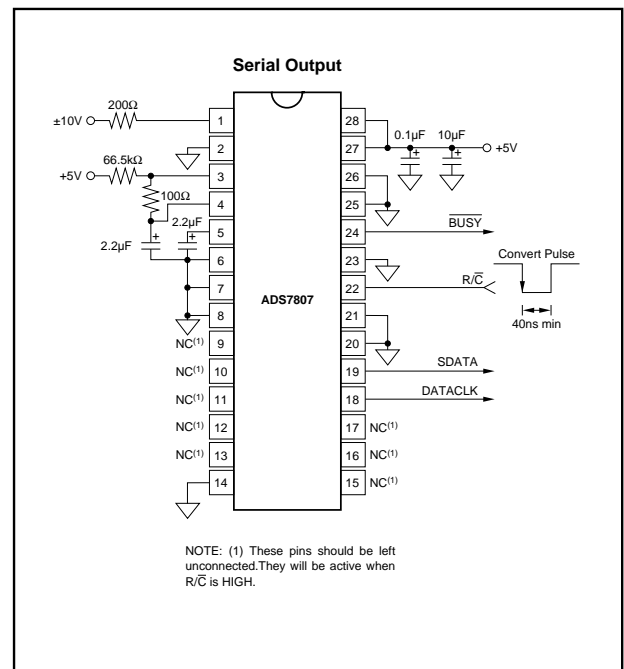 Serial Output
±10V
200Ω
+5V
66.5kΩ
100Ω
2.2µF
+
2.2µF
+
NC(1)
NC(1)
NC(1)
NC(1)
NC(1)
1
2
3
4
5
6
7
8
9
10
11
12
13
14
ADS7807
28
27
26
25
24
23
22
21
20
19
18
17
16
15
0.1µF
+
10µF
+
+5V
BUSY
Convert Pulse
R/C
40ns min
SDATA
DATACLK
NC(1)
NC(1)
NC(1)
NOTE: (1) These pins should be left
unconnected.They will be active when
R/C is HIGH.